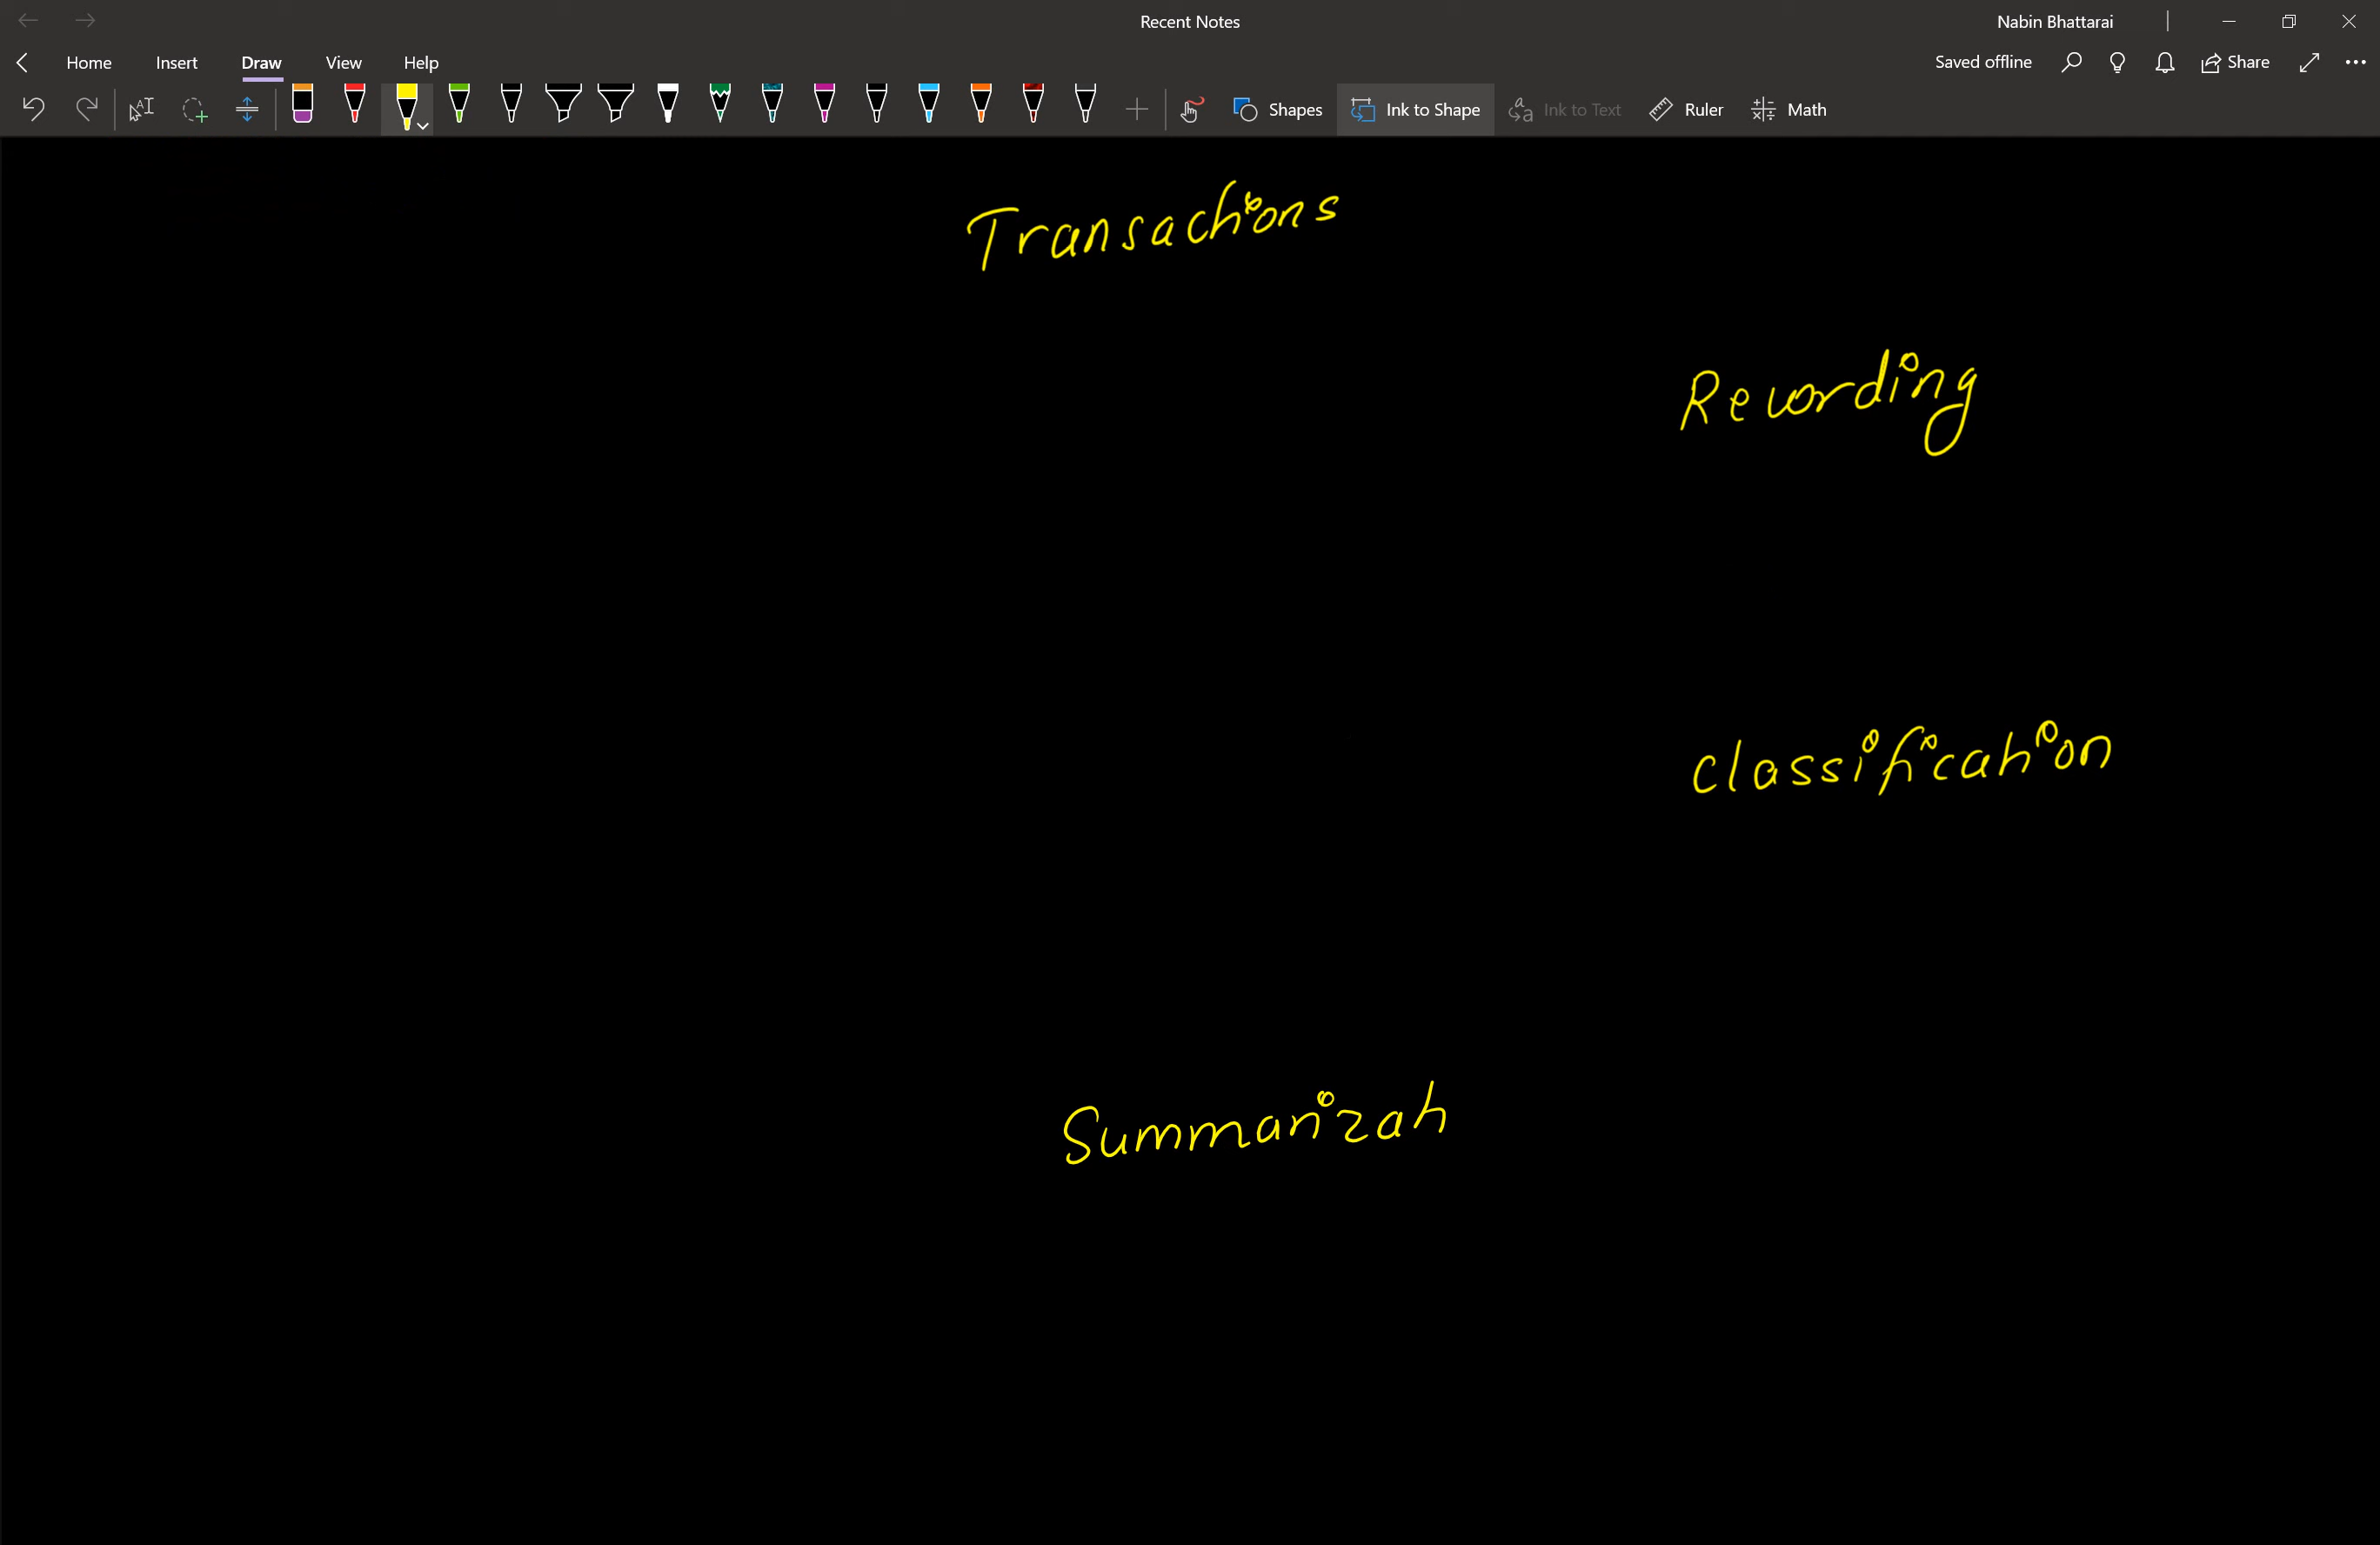 Recent Notes
Nabin Bhattarai
Home Insert Draw View Help
Saved offline
Share
Shapes Ink to Shape Ink to Text Ruler Math
Transactions
Recording
classification
Summarizati